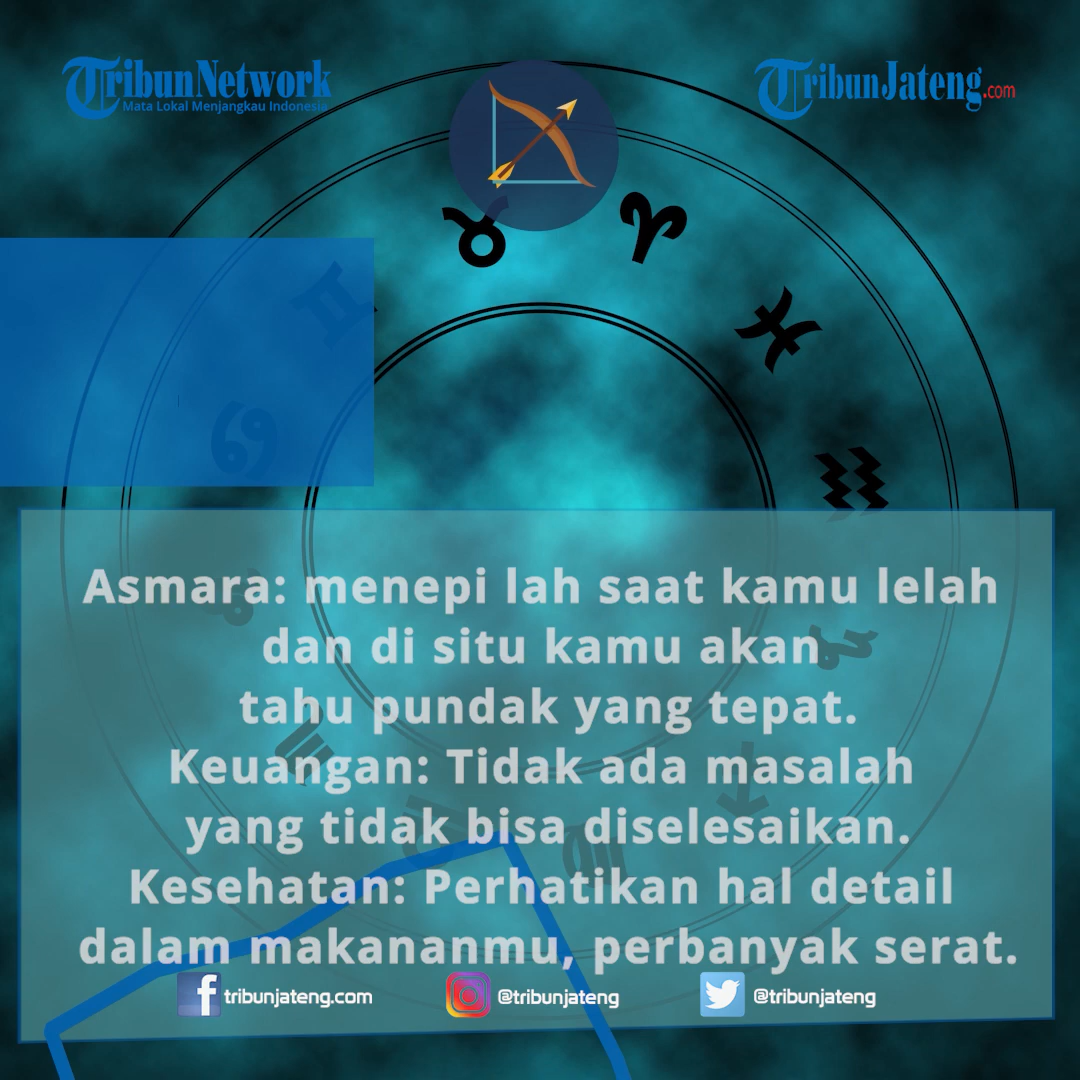 TribunNetwork
Mata Lokal Menjangkau Indonesia
TribunJateng.com
Asmara: menepi lah saat kamu lelah
dan di situ kamu akan
tahu pundak yang tepat.
Keuangan: Tidak ada masalah
yang tidak bisa diselesaikan.
Kesehatan: Perhatikan hal detail
dalam makananmu, perbanyak serat.
tribunjateng.com
@tribunjateng
@tribunjateng